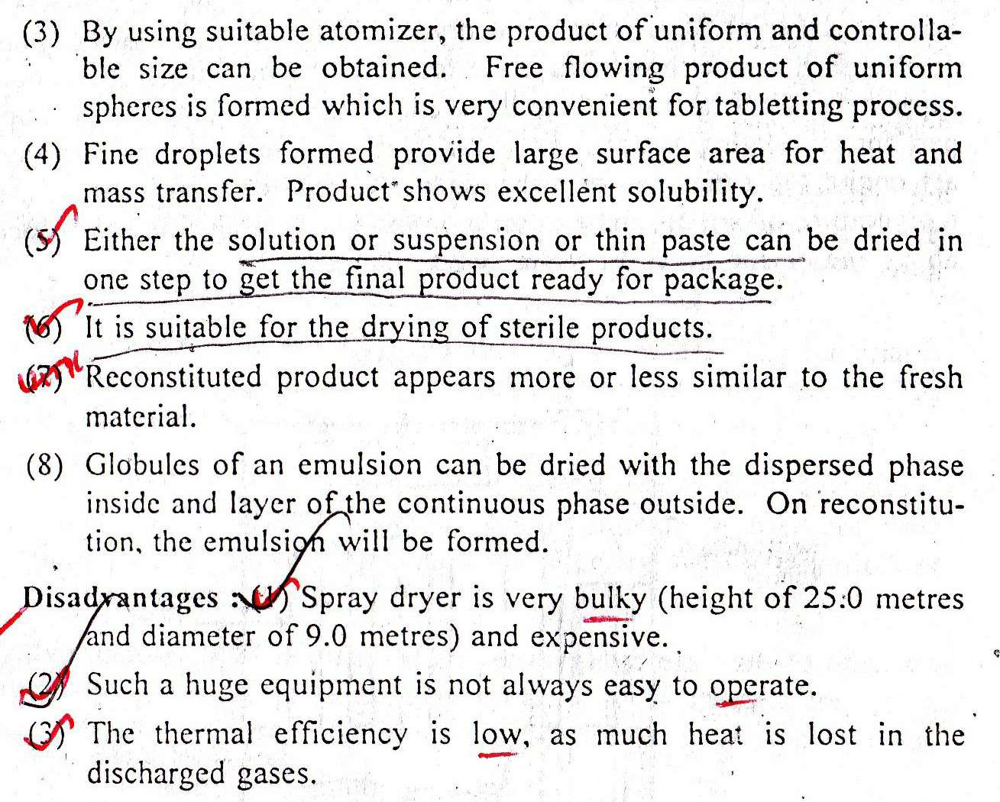 (3) By using suitable atomizer, the product of uniform and controlla-
ble size can be obtained. Free flowing product of uniform
spheres is formed which is very convenient for tabletting process.
(4) Fine droplets formed provide large surface area for heat and
mass transfer. Product shows excellent solubility.
(5) Either the solution or suspension or thin paste can be dried in
one step to get the final product ready for package.
(6) It is suitable for the drying of sterile products.
(7) Reconstituted product appears more or less similar to the fresh
material.
(8) Globules of an emulsion can be dried with the dispersed phase
inside and layer of the continuous phase outside. On reconstitu-
tion, the emulsion will be formed.
Disadvantages : (1) Spray dryer is very bulky (height of 25.0 metres
and diameter of 9.0 metres) and expensive.
(2) Such a huge equipment is not always easy to operate.
(3) The thermal efficiency is low, as much heat is lost in the
discharged gases.